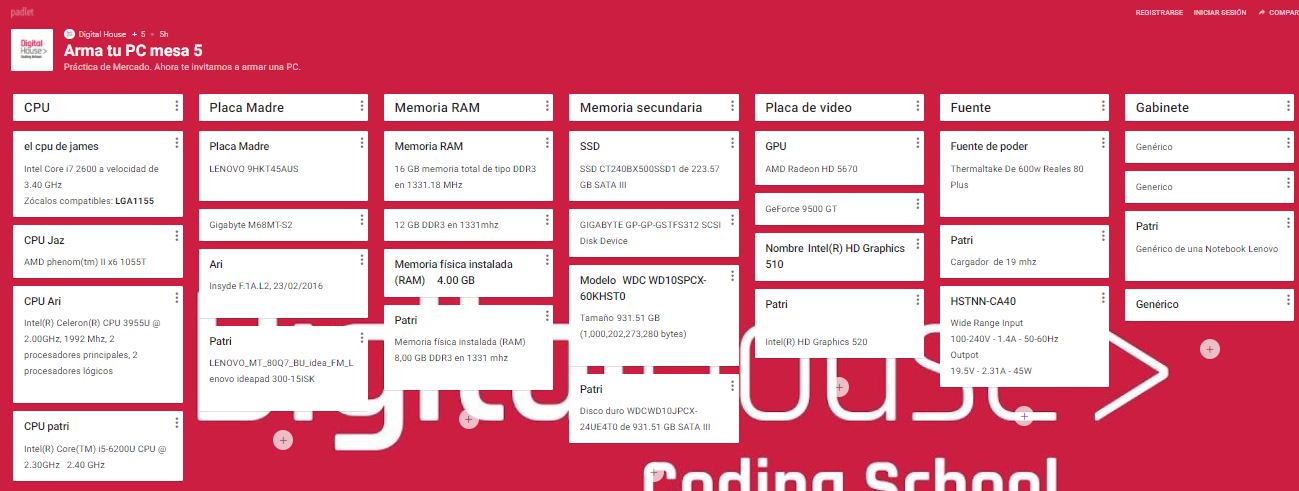 padlet
REGISTRARSE INICIAR SESIÓN COMPAR
Digital House + 5 • 5h
Digital
House>
Coding School
Arma tu PC mesa 5
Práctica de Mercado. Ahora te invitamos a armar una PC.
CPU
el cpu de james
Intel Core i7 2600 a velocidad de
3.40 GHz
Zócalos compatibles: LGA1155
CPU Jaz
AMD phenom(tm) II x6 1055T
CPU Ari
Intel(R) Celeron(R) CPU 3955U @
2.00GHz, 1992 Mhz, 2
procesadores principales, 2
procesadores lógicos
CPU patri
Intel(R) Core(TM) i5-6200U CPU @
2.30GHz 2.40 GHz
Placa Madre
Placa Madre
LENOVO 9HKT45AUS
Gigabyte M68MT-S2
Ari
Insyde F.1A.L2, 23/02/2016
Patri
LENOVO_MT_80Q7_BU_idea_FM_L
enovo ideapad 300-15ISK
Memoria RAM
Memoria RAM
16 GB memoria total de tipo DDR3
en 1331.18 MHz
12 GB DDR3 en 1331mhz
Memoria física instalada
(RAM) 4.00 GB
Patri
Memoria física instalada (RAM)
8,00 GB DDR3 en 1331 mhz
Memoria secundaria
SSD
SSD CT240BX500SSD1 de 223.57
GB SATA III
GIGABYTE GP-GP-GSTFS312 SCSI
Disk Device
Modelo WDC WD10SPCX-
60KHST0
Tamaño 931.51 GB
(1,000,202,273,280 bytes)
Patri
Disco duro WDCWD10JPCX-
24UE4T0 de 931.51 GB SATA III
Placa de video
GPU
AMD Radeon HD 5670
GeForce 9500 GT
Nombre Intel(R) HD Graphics
510
Patri
Intel(R) HD Graphics 520
Fuente
Fuente de poder
Thermaltake De 600w Reales 80
Plus
Patri
Cargador de 19 mhz
HSTNN-CA40
Wide Range Input
100-240V - 1.4A - 50-60Hz
Outpot
19.5V - 2.31A - 45W
Gabinete
Genérico
Generico
Patri
Genérico de una Notebook Lenovo
Genérico
Digital House>
Coding School